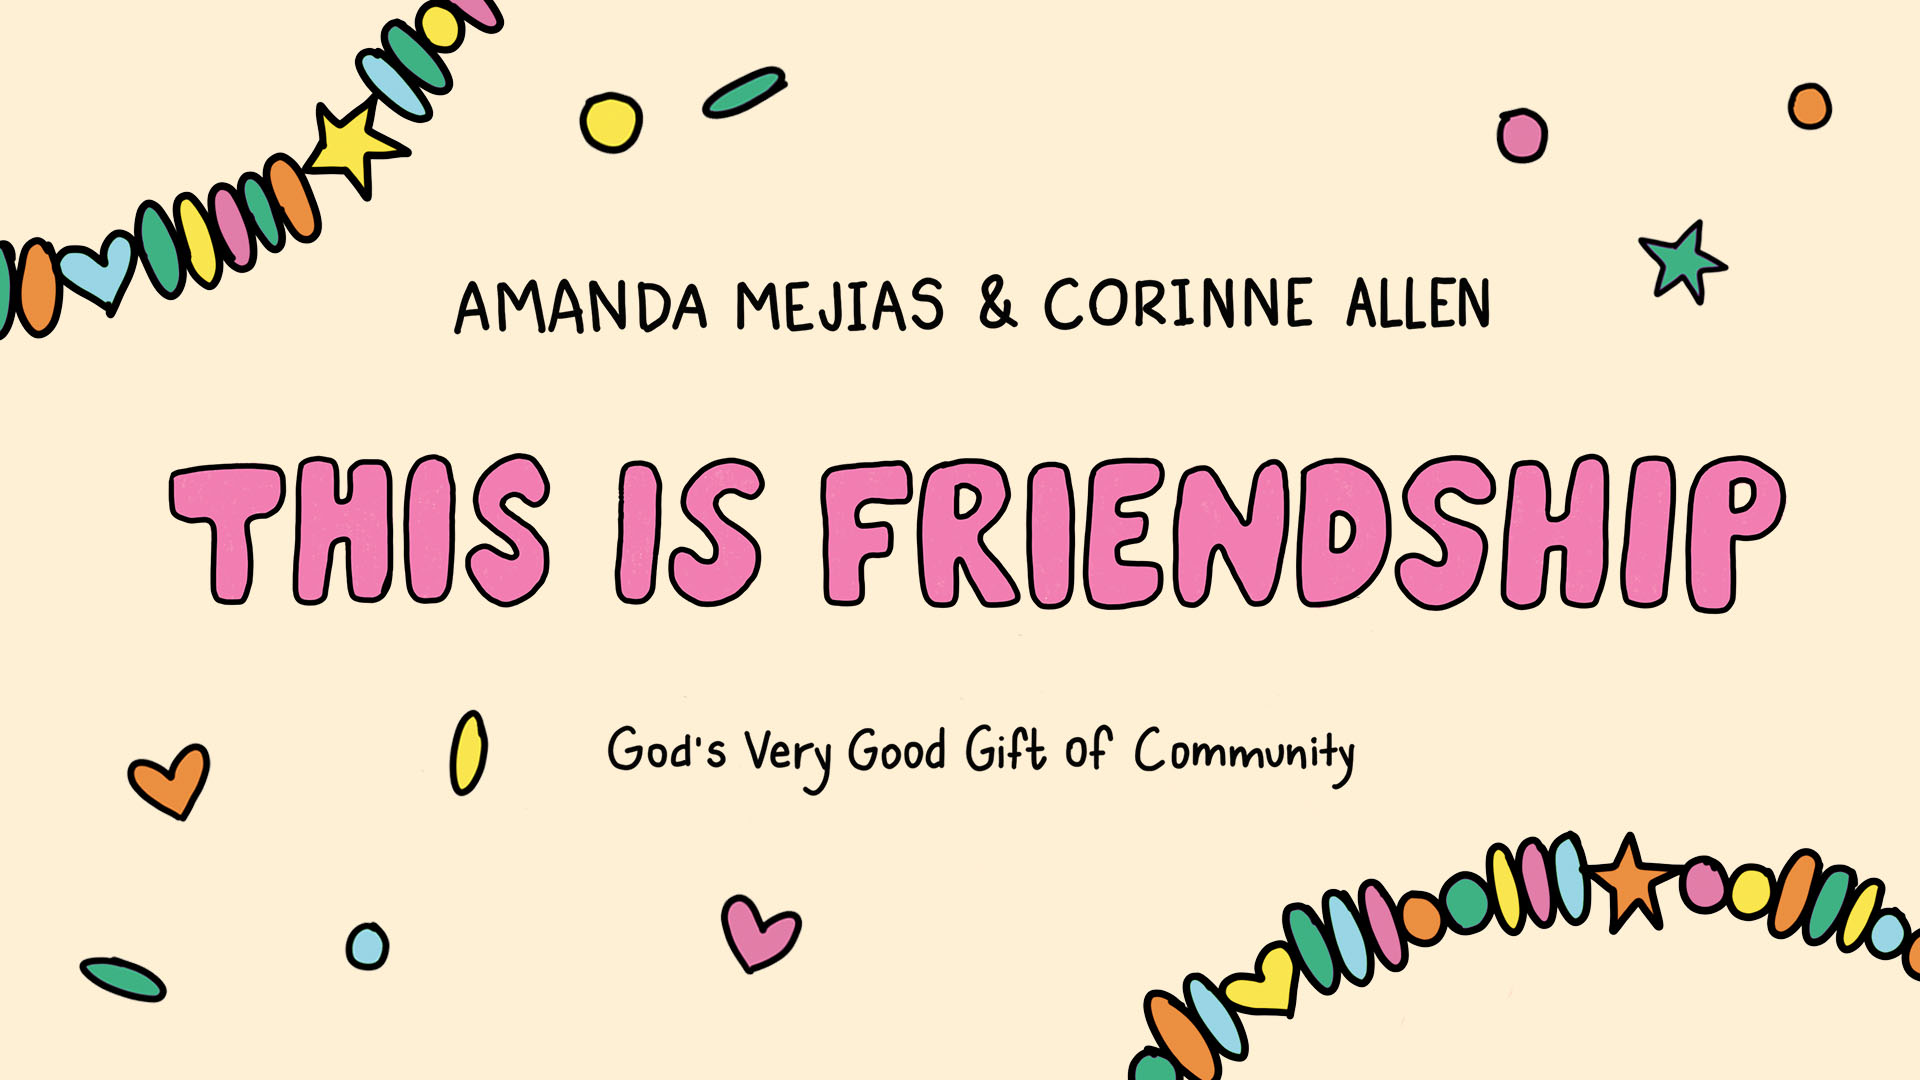 AMANDA MEJIAS & CORINNE ALLEN
THIS IS FRIENDSHIP
God's Very Good Gift of Community